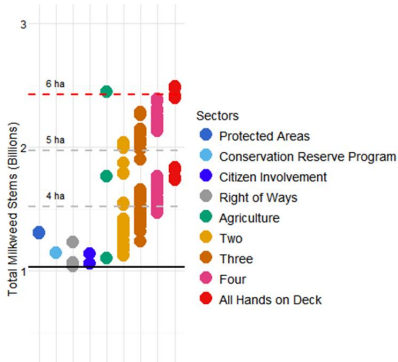 3
6 ha
2
5 ha
4 ha
1
Total Milkweed Stems (Billions)
Sectors
Protected Areas
Conservation Reserve Program
Citizen Involvement
Right of Ways
Agriculture
Two
Three
Four
All Hands on Deck